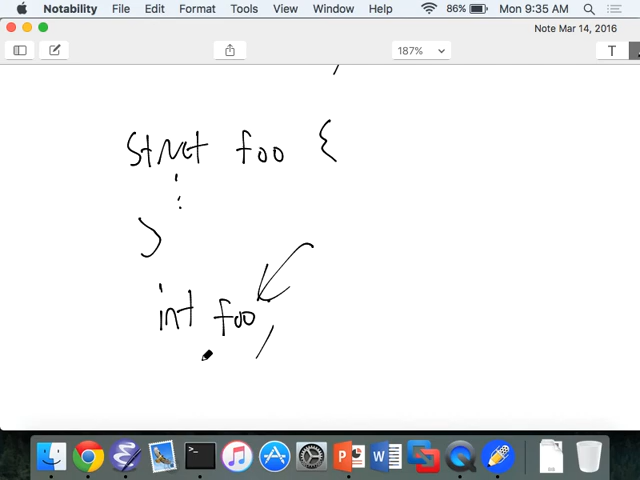 Notability File Edit Format Tools View Window Help 86% Mon 9:35 AM
Note Mar 14, 2016
187% T
struct foo {
:
}
int foo